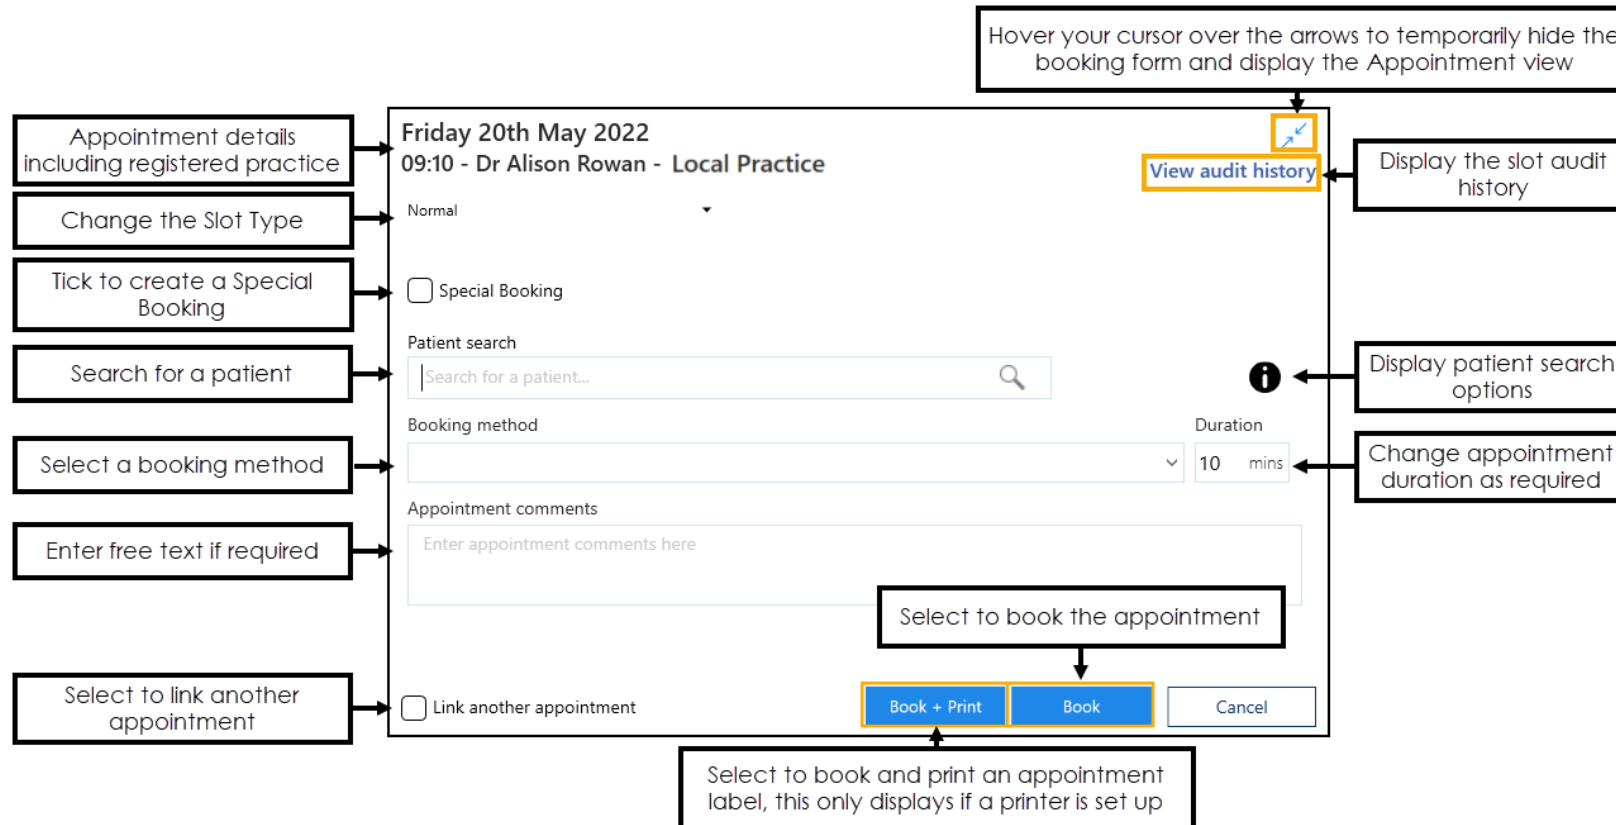 Hover your cursor over the arrows to temporarily hide the
booking form and display the Appointment view
Appointment details
including registered practice
Friday 20th May 2022
09:10 - Dr Alison Rowan - Local Practice
View audit history
Display the slot audit
history
Change the Slot Type
Normal
Tick to create a Special
Booking
Special Booking
Patient search
Search for a patient
Search for a patient...
Display patient search
options
Booking method
Duration
Select a booking method
10 mins
Change appointment
duration as required
Appointment comments
Enter free text if required
Enter appointment comments here
Select to book the appointment
Select to link another
appointment
Link another appointment
Book + Print
Book
Cancel
Select to book and print an appointment
label, this only displays if a printer is set up